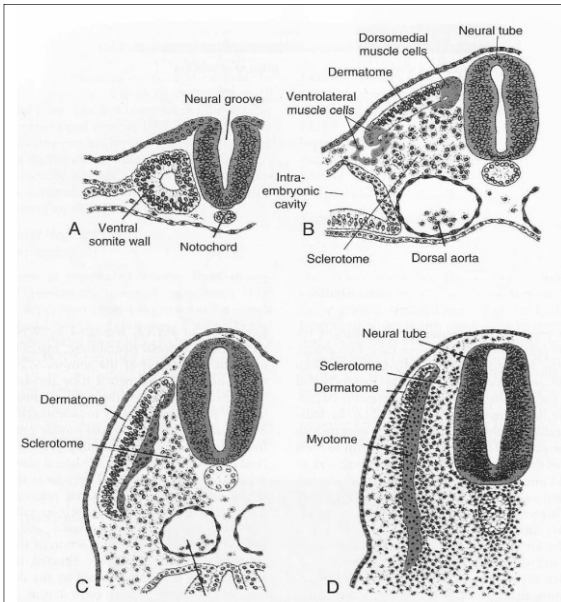 Neural groove
Ventral
somite wall
Notochord
A
Dorsomedial
muscle cells
Neural tube
Dermatome
Ventrolateral
muscle cells
Intra-
embryonic
cavity
Sclerotome
Dorsal aorta
B
Dermatome
Sclerotome
C
Neural tube
Sclerotome
Dermatome
Myotome
D